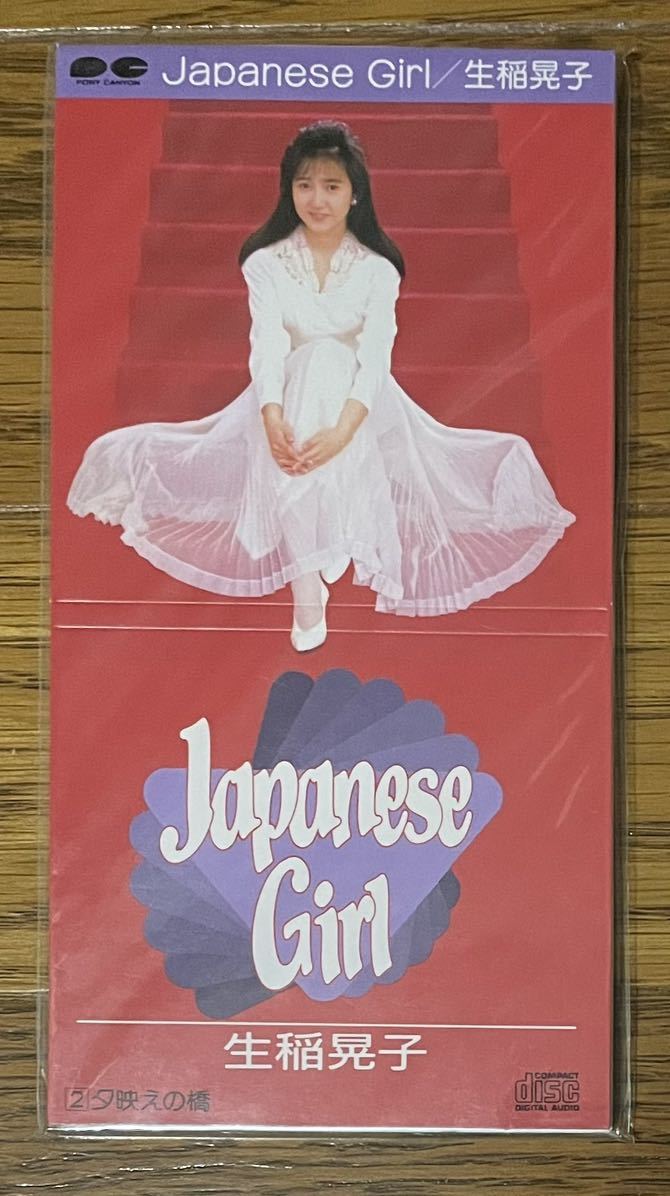 PONY CANYON
Japanese Girl／生稲晃子
Japanese
Girl
生稲晃子
2 夕映えの橋
COMPACT
disc
DIGITAL AUDIO